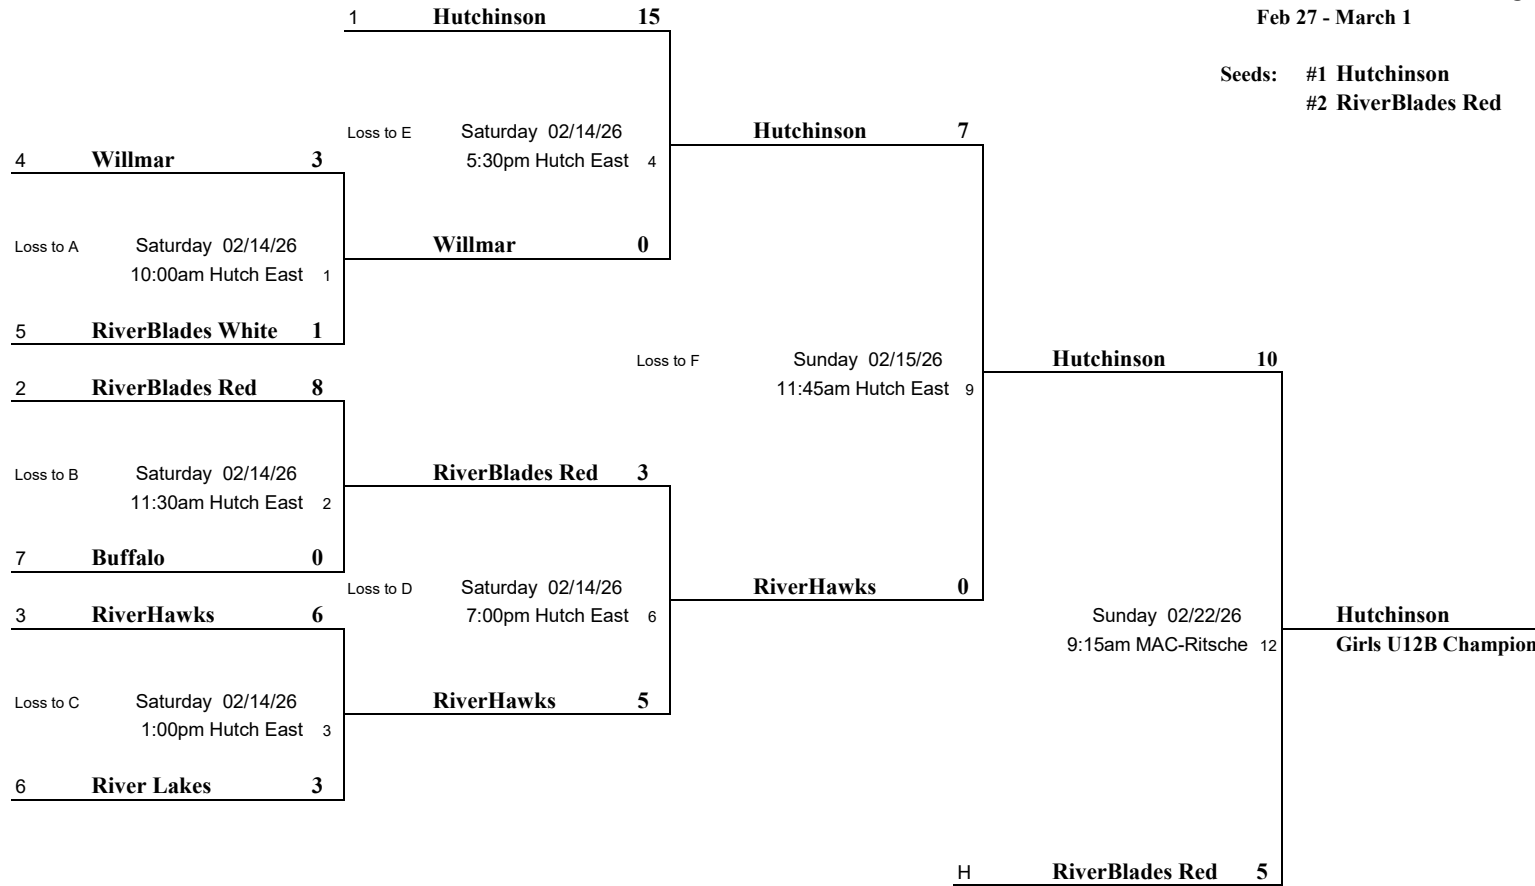 1 Hutchinson 15
Feb 27 - March 1
Seeds: #1 Hutchinson
#2 RiverBlades Red
Loss to E Saturday 02/14/26
5:30pm Hutch East 4
Hutchinson 7
4 Willmar 3
Loss to A Saturday 02/14/26
10:00am Hutch East 1
Willmar 0
5 RiverBlades White 1
2 RiverBlades Red 8
Loss to F Sunday 02/15/26
11:45am Hutch East 9
Hutchinson 10
Loss to B Saturday 02/14/26
11:30am Hutch East 2
RiverBlades Red 3
7 Buffalo 0
3 RiverHawks 6
Loss to D Saturday 02/14/26
7:00pm Hutch East 6
RiverHawks 0
Sunday 02/22/26
9:15am MAC-Ritsche 12
Hutchinson
Girls U12B Champion
Loss to C Saturday 02/14/26
1:00pm Hutch East 3
RiverHawks 5
6 River Lakes 3
H RiverBlades Red 5